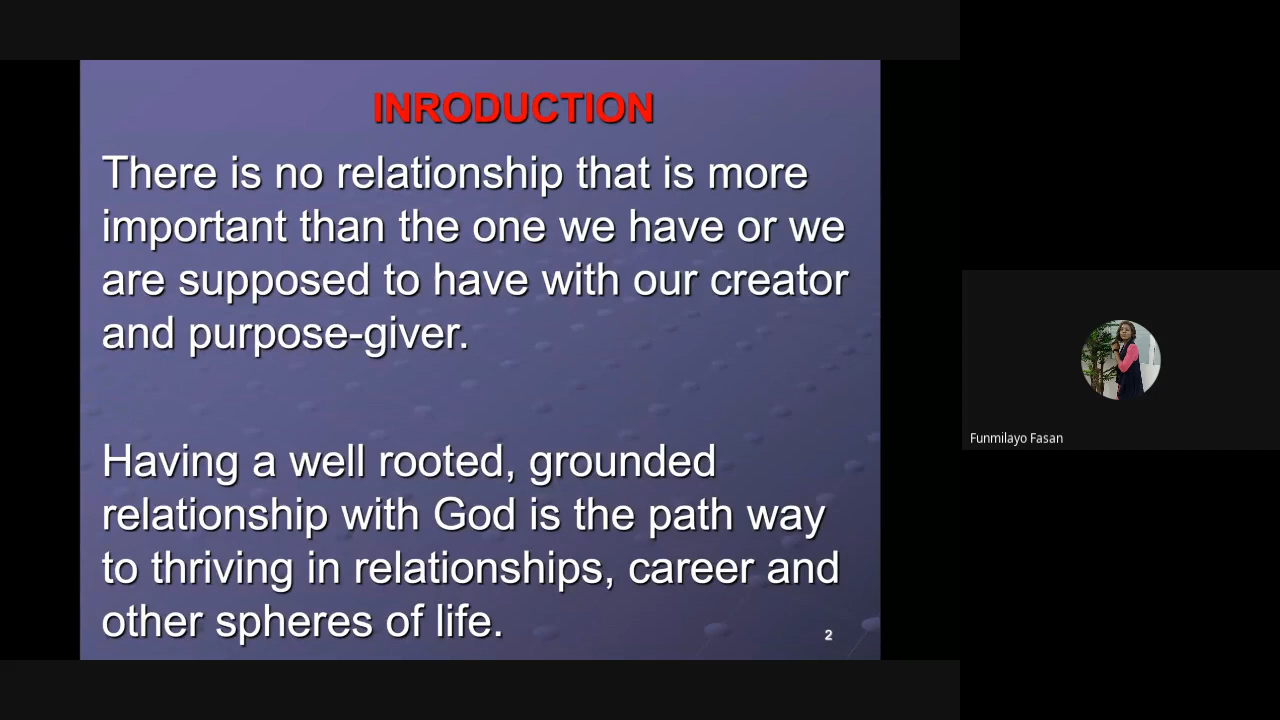 INRODUCTION
There is no relationship that is more
important than the one we have or we
are supposed to have with our creator
and purpose-giver.
Having a well rooted, grounded
relationship with God is the path way
to thriving in relationships, career and
other spheres of life.
2
Funmilayo Fasan